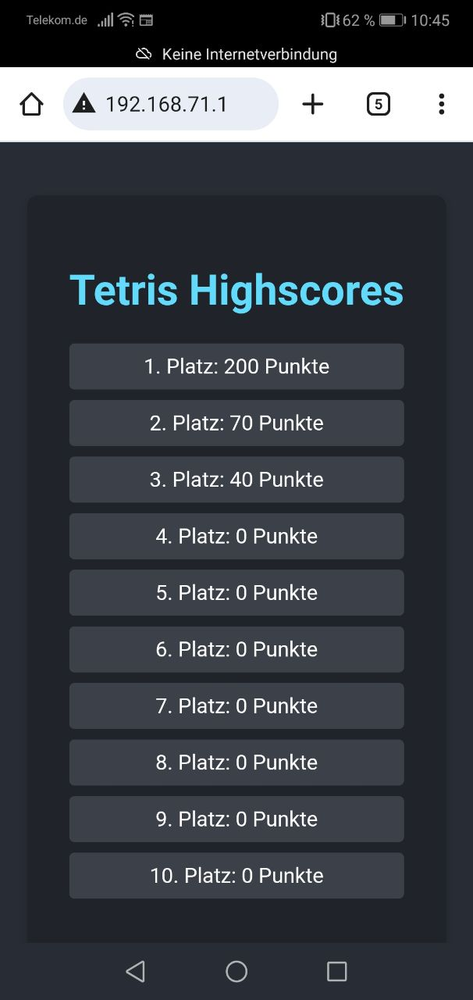 Telekom.de 62 % 10:45
Keine Internetverbindung
192.168.71.1 5
Tetris Highscores
1. Platz: 200 Punkte
2. Platz: 70 Punkte
3. Platz: 40 Punkte
4. Platz: 0 Punkte
5. Platz: 0 Punkte
6. Platz: 0 Punkte
7. Platz: 0 Punkte
8. Platz: 0 Punkte
9. Platz: 0 Punkte
10. Platz: 0 Punkte